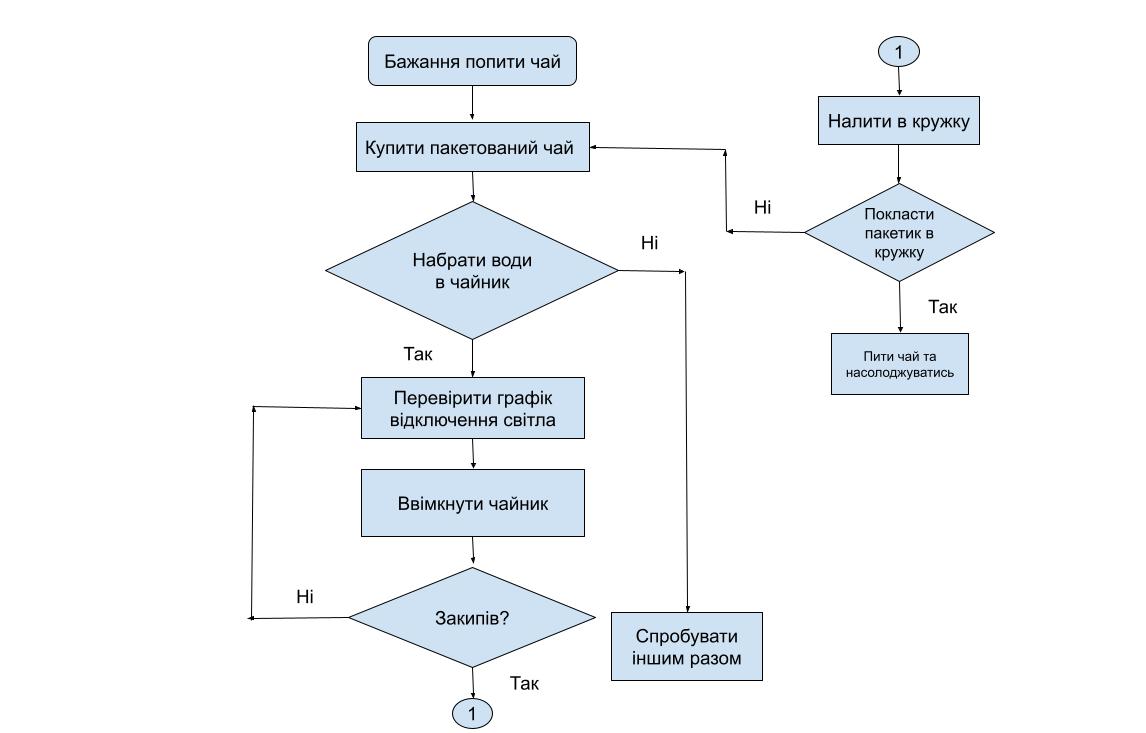 Бажання попити чай
Купити пакетований чай
Набрати води
в чайник
Ні
Так
Перевірити графік
відключення світла
Ввімкнути чайник
Закипів?
Ні
Так
1
Спробувати
іншим разом
1
Налити в кружку
Покласти
пакетик в
кружку
Ні
Так
Пити чай та
насолоджуватись